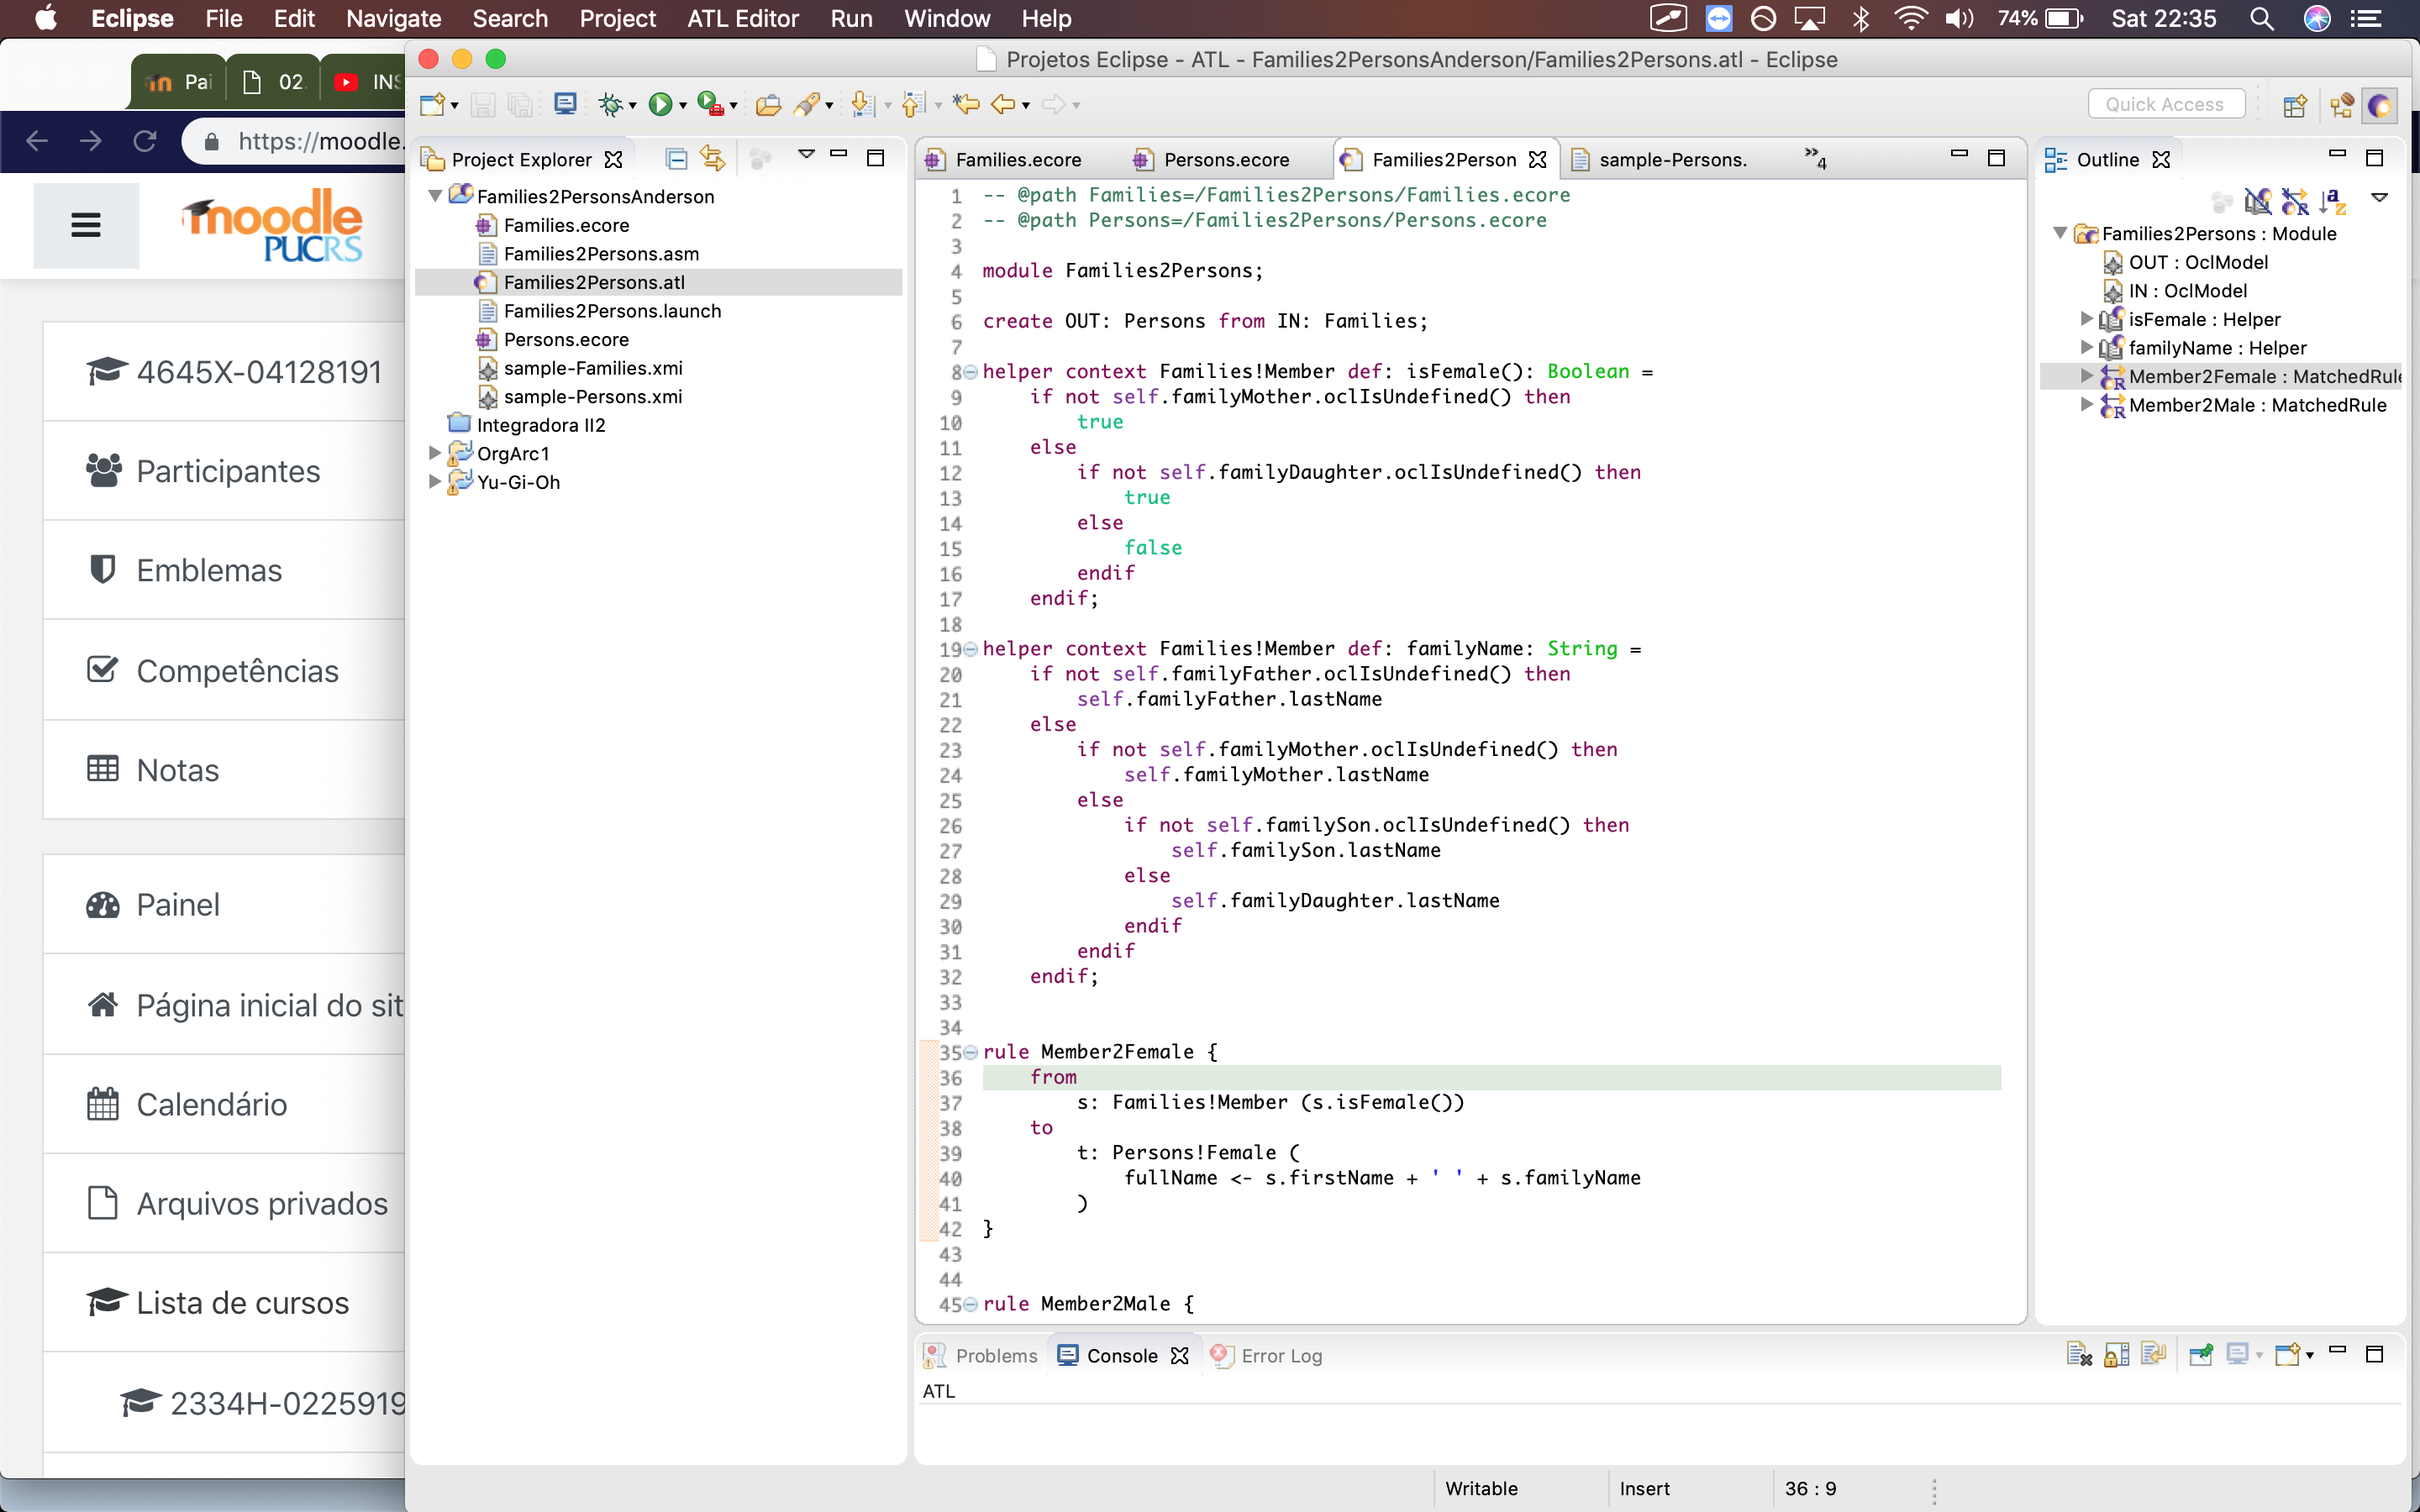 Eclipse File Edit Navigate Search Project ATL Editor Run Window Help 74% Sat 22:35
Projetos Eclipse - ATL - Families2PersonsAnderson/Families2Persons.atl - Eclipse
Pai 02. INS
https://moodle.
moodle
PUCRS
4645X-04128191
Participantes
Emblemas
Competências
Notas
Painel
Página inicial do sit
Calendário
Arquivos privados
Lista de cursos
2334H-0225919
Quick Access
Project Explorer
Families2PersonsAnderson
Families.ecore
Families2Persons.asm
Families2Persons.atl
Families2Persons.launch
Persons.ecore
sample-Families.xmi
sample-Persons.xmi
Integradora II2
OrgArc1
Yu-Gi-Oh
Families.ecore Persons.ecore Families2Person sample-Persons. »4
1 -- @path Families=/Families2Persons/Families.ecore
2 -- @path Persons=/Families2Persons/Persons.ecore
3
4 module Families2Persons;
5
6 create OUT: Persons from IN: Families;
7
8 helper context Families!Member def: isFemale(): Boolean =
9 if not self.familyMother.oclIsUndefined() then
10 true
11 else
12 if not self.familyDaughter.oclIsUndefined() then
13 true
14 else
15 false
16 endif
17 endif;
18
19 helper context Families!Member def: familyName: String =
20 if not self.familyFather.oclIsUndefined() then
21 self.familyFather.lastName
22 else
23 if not self.familyMother.oclIsUndefined() then
24 self.familyMother.lastName
25 else
26 if not self.familySon.oclIsUndefined() then
27 self.familySon.lastName
28 else
29 self.familyDaughter.lastName
30 endif
31 endif
32 endif;
33
34
35 rule Member2Female {
36 from
37 s: Families!Member (s.isFemale())
38 to
39 t: Persons!Female (
40 fullName <- s.firstName + ' ' + s.familyName
41 )
42 }
43
44
45 rule Member2Male {
Outline
Families2Persons : Module
OUT : OclModel
IN : OclModel
isFemale : Helper
familyName : Helper
Member2Female : MatchedRule
Member2Male : MatchedRule
Problems Console Error Log
ATL
Writable Insert 36 : 9